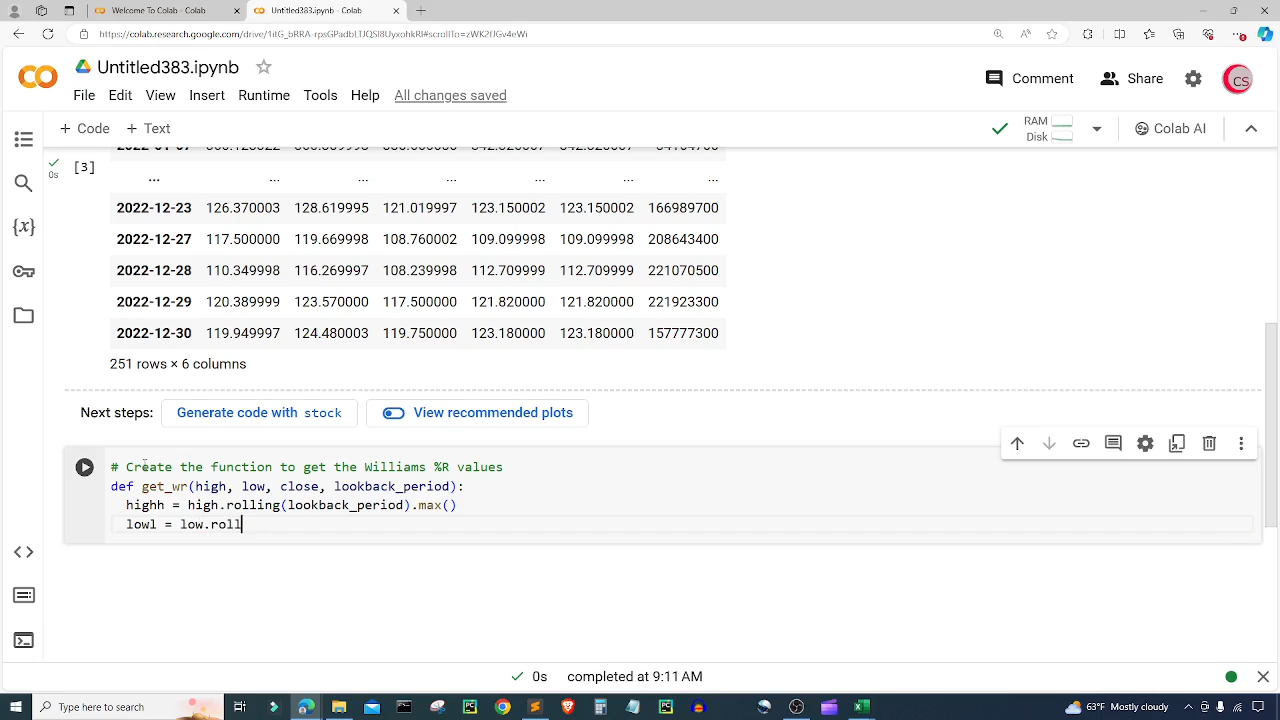 Welcome To Colab - Colab
Untitled383.ipynb - Colab
Untitled383.ipynb
Comment
Share
CS
File Edit View Insert Runtime Tools Help All changes saved
+ Code + Text
RAM
Disk
Colab AI
[3]
0s
... ... ... ... ... ... ...
2022-12-23 126.370003 128.619995 121.019997 123.150002 123.150002 166989700
2022-12-27 117.500000 119.669998 108.760002 109.099998 109.099998 208643400
2022-12-28 110.349998 116.269997 108.239998 112.709999 112.709999 221070500
2022-12-29 120.389999 123.570000 117.500000 121.820000 121.820000 221923300
2022-12-30 119.949997 124.480003 119.750000 123.180000 123.180000 157777300
251 rows × 6 columns
Next steps: Generate code with stock View recommended plots
# Create the function to get the Williams %R values
def get_wr(high, low, close, lookback_period):
highh = high.rolling(lookback_period).max()
lowl = low.roll
0s completed at 9:11 AM
Type here to search
63°F Mostly cloudy